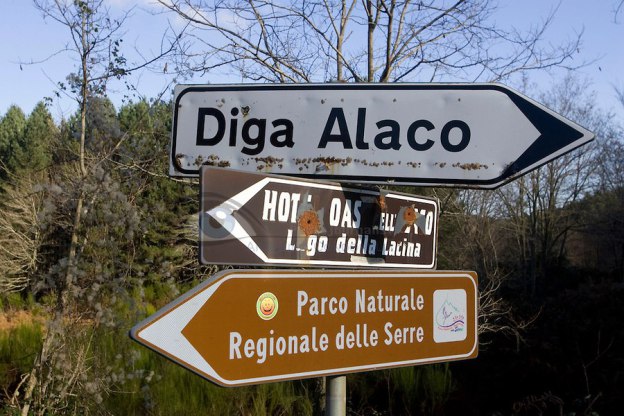 Diga Alaco
Lago della Lacina
Parco Naturale
Regionale delle Serre